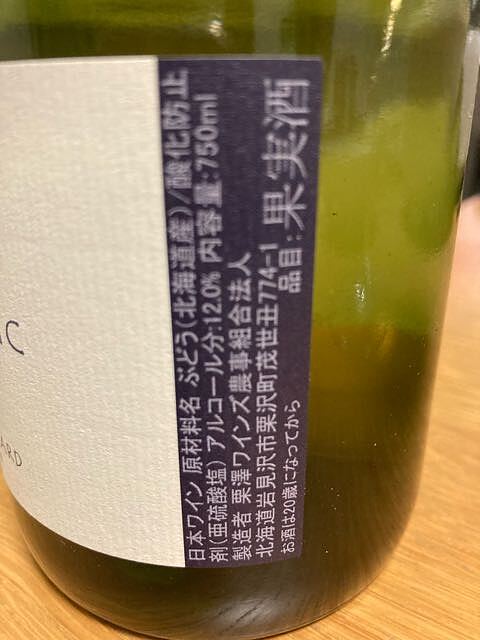 日本ワイン 原材料名 ぶどう(北海道産)/酸化防止
剤(亜硫酸塩) アルコール分:12.0% 内容量:750ml
製造者 栗澤ワインズ農事組合法人
北海道岩見沢市栗沢町茂世丑774-1
お酒は20歳になってから
品目:果実酒
C
ARD